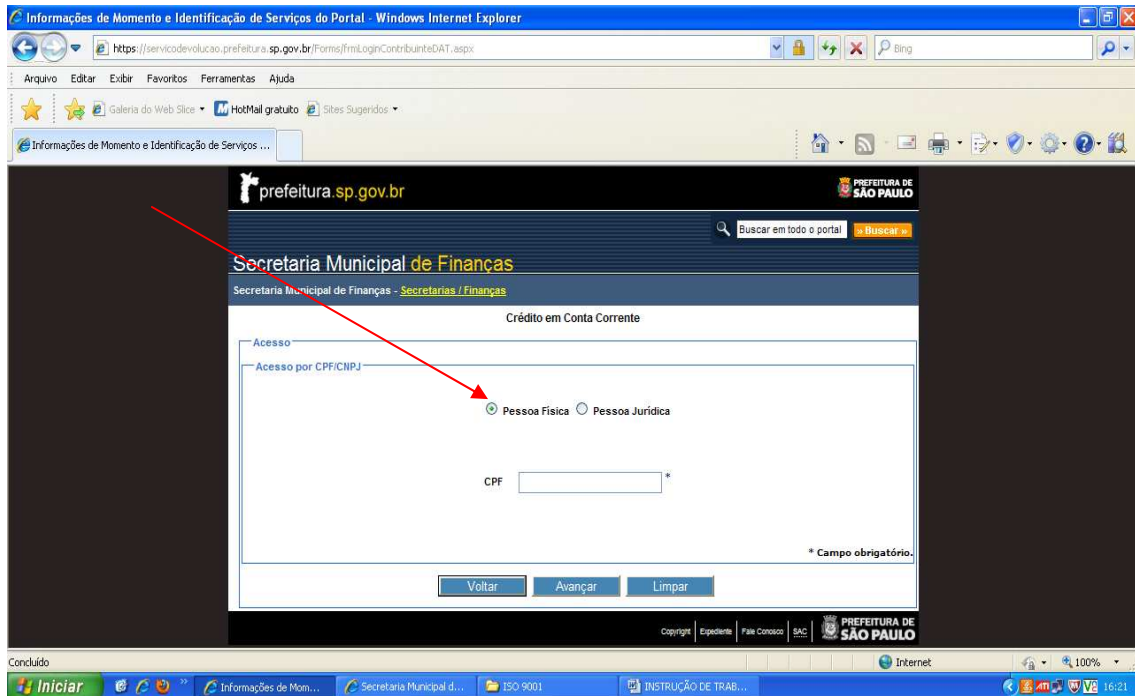 Informações de Momento e Identificação de Serviços do Portal - Windows Internet Explorer
https://servicodevolucao.prefeitura.sp.gov.br/Forms/frmLoginContribuinteDAT.aspx
Bing
Arquivo Editar Exibir Favoritos Ferramentas Ajuda
Galeria do Web Slice HotMail gratuito Sites Sugeridos
Informações de Momento e Identificação de Serviços ...
prefeitura.sp.gov.br
PREFEITURA DE
SÃO PAULO
Buscar em todo o portal » Buscar »
Secretaria Municipal de Finanças
Secretaria Municipal de Finanças - Secretarias / Finanças
Crédito em Conta Corrente
Acesso
Acesso por CPF/CNPJ
Pessoa Física Pessoa Jurídica
CPF *
* Campo obrigatório.
Voltar Avançar Limpar
Copyright Expediente Fale Conosco SAC
PREFEITURA DE
SÃO PAULO
Concluído Internet 100%
Iniciar Informações de Mom... Secretaria Municipal d... ISO 9001 INSTRUÇÃO DE TRAB... 16:21